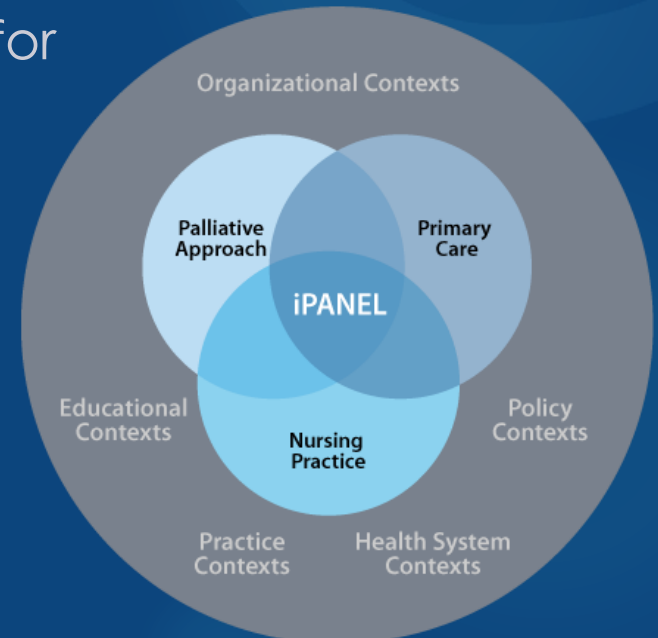 for
Organizational Contexts
Palliative
Approach
Primary
Care
iPANEL
Educational
Contexts
Policy
Contexts
Nursing
Practice
Practice
Contexts
Health System
Contexts